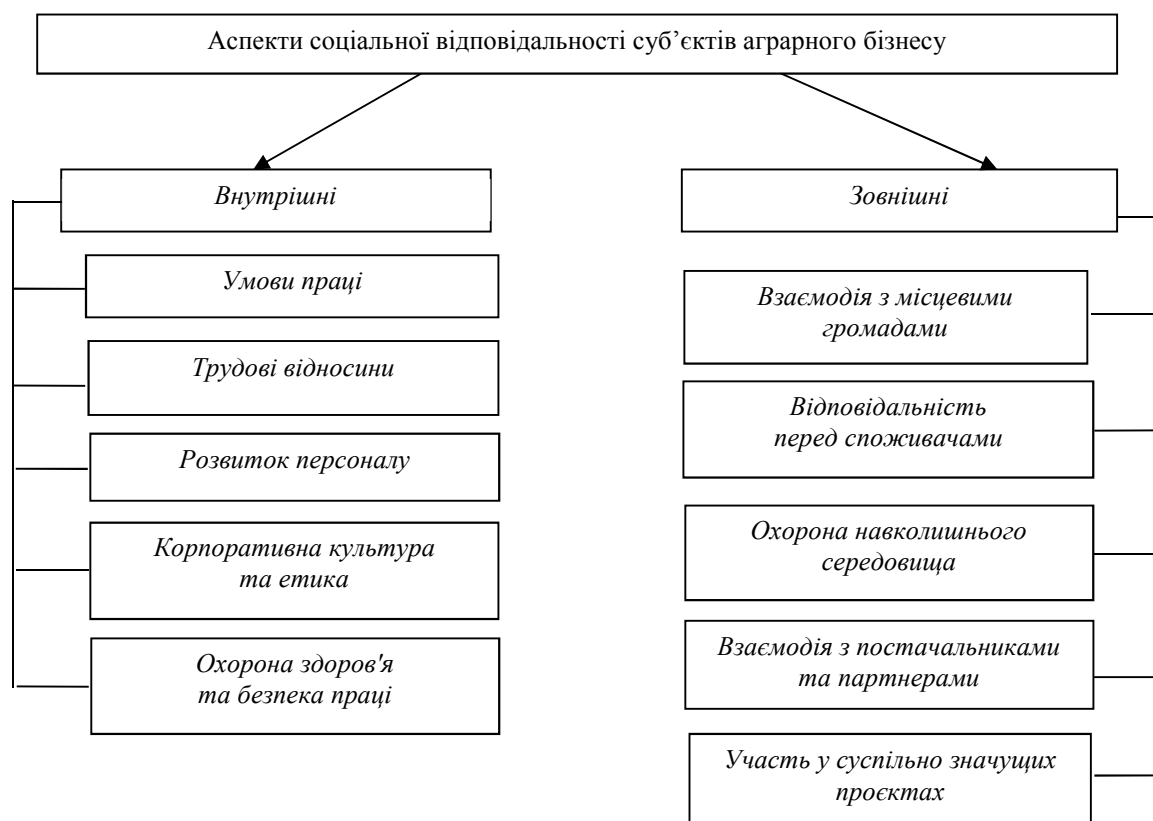 Аспекти соціальної відповідальності суб’єктів аграрного бізнесу
Внутрішні
Умови праці
Трудові відносини
Розвиток персоналу
Корпоративна культура
та етика
Охорона здоров'я
та безпека праці
Зовнішні
Взаємодія з місцевими
громадами
Відповідальність
перед споживачами
Охорона навколишнього
середовища
Взаємодія з постачальниками
та партнерами
Участь у суспільно значущих
проєктах